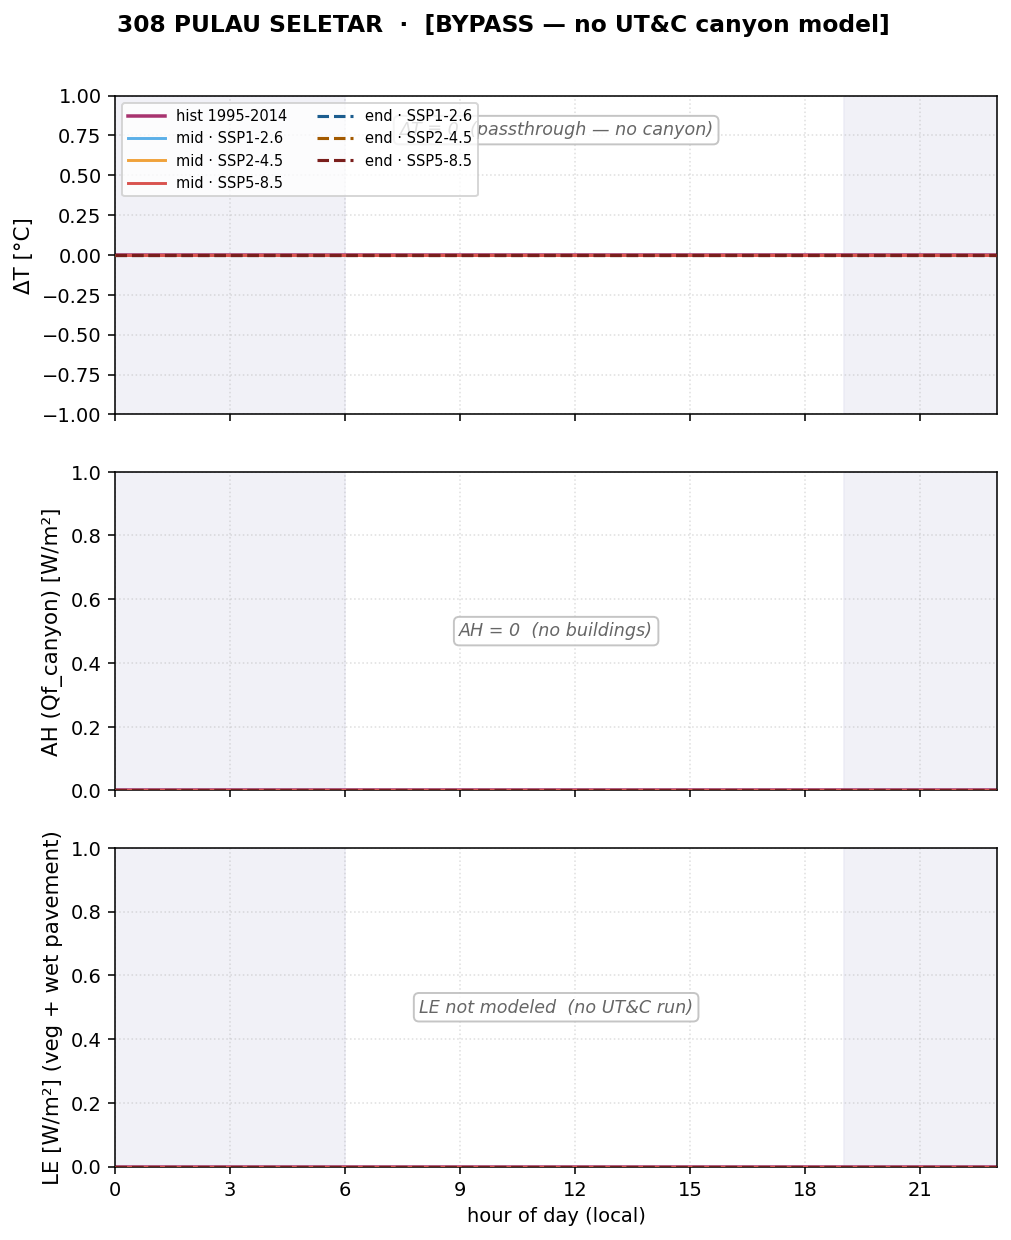 308 PULAU SELETAR · [BYPASS — no UT&C canyon model]
hist 1995-2014
mid · SSP1-2.6
mid · SSP2-4.5
mid · SSP5-8.5
end · SSP1-2.6
end · SSP2-4.5
end · SSP5-8.5
(passthrough — no canyon)
ΔT [°C]
1.00
0.75
0.50
0.25
0.00
−0.25
−0.50
−0.75
−1.00
AH (Qf_canyon) [W/m²]
1.0
0.8
0.6
0.4
0.2
0.0
AH = 0 (no buildings)
LE [W/m²] (veg + wet pavement)
1.0
0.8
0.6
0.4
0.2
0.0
LE not modeled (no UT&C run)
0 3 6 9 12 15 18 21
hour of day (local)